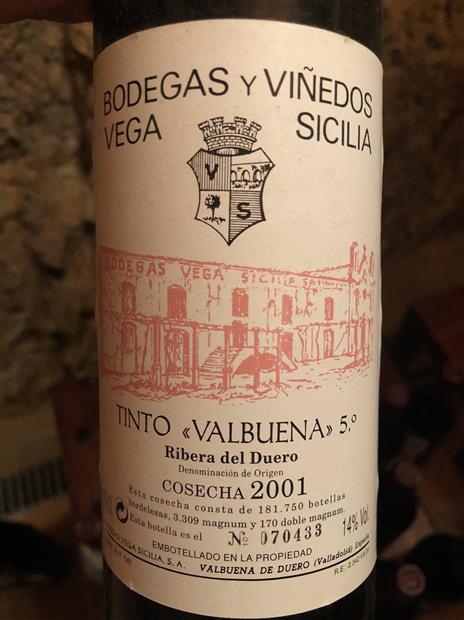 BODEGAS Y VIÑEDOS
VEGA SICILIA
V
S
BODEGAS VEGA SICILIA
TINTO «VALBUENA» 5.º
Ribera del Duero
Denominación de Origen
COSECHA 2001
Esta cosecha consta de 181.750 botellas
bordelesas, 3.309 magnum y 170 doble magnum.
Esta botella es el Nº 070433
14% Vol.
EMBOTELLADO EN LA PROPIEDAD
VEGA SICILIA, S. A. VALBUENA DE DUERO (Valladolid) España